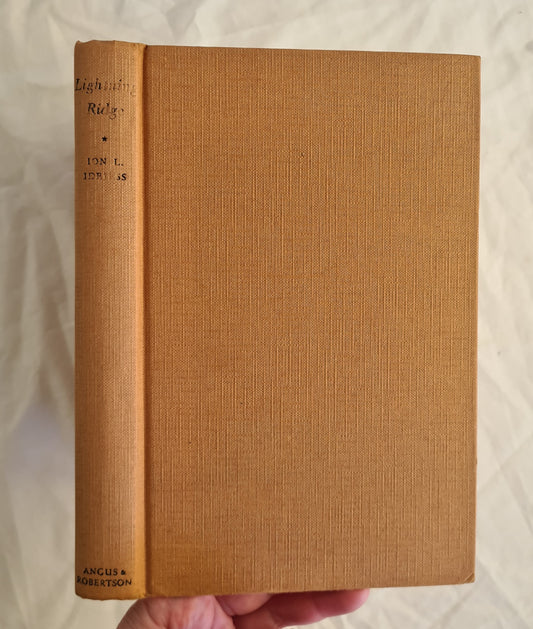 Lightning
Ridge
★
ION L.
IDRIESS
ANGUS &
ROBERTSON